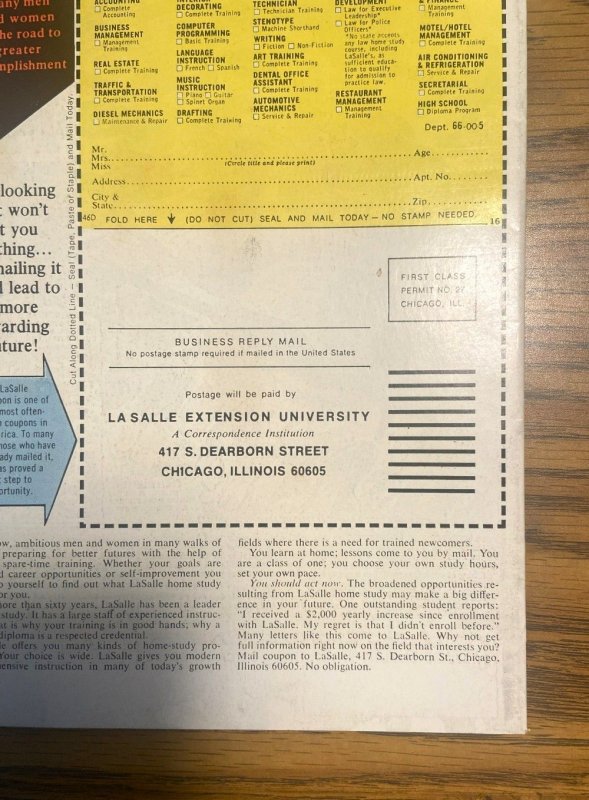 any men
d women
he road to
greater
mplishment
ACCOUNTING
☐ Complete
Accounting
BUSINESS
MANAGEMENT
☐ Management
Training
REAL ESTATE
☐ Complete Training
TRAFFIC &
TRANSPORTATION
☐ Complete Training
DIESEL MECHANICS
☐ Maintenance & Repair
DECORATING
☐ Complete Training
COMPUTER
PROGRAMMING
☐ Basic Training
LANGUAGE
INSTRUCTION
☐ French ☐ Spanish
MUSIC
INSTRUCTION
☐ Piano ☐ Guitar
☐ Spinet Organ
DRAFTING
☐ Complete Training
TECHNICIAN
☐ Technician Training
STENOTYPE
☐ Machine Shorthand
WRITING
☐ Fiction ☐ Non-Fiction
ART TRAINING
☐ Complete Training
DENTAL OFFICE
ASSISTANT
☐ Complete Training
AUTOMOTIVE
MECHANICS
☐ Service & Repair
DEVELOPMENT
☐ Law for Executive
Leadership*
☐ Law for Police
Officers*
*No state accepts
any law home study
course, including
LaSalle's, as
sufficient educa-
tion to qualify
for admission to
practice law.
RESTAURANT
MANAGEMENT
☐ Management
Training
& FINANCE
☐ Management
Training
MOTEL/HOTEL
MANAGEMENT
☐ Complete Training
AIR CONDITIONING
& REFRIGERATION
☐ Service & Repair
SECRETARIAL
☐ Complete Training
HIGH SCHOOL
☐ Diploma Program
Dept. 66-005
Mr.
Mrs. Age
Miss (Circle title and please print)
Address Apt. No.
City &
State Zip
46D FOLD HERE (DO NOT CUT) SEAL AND MAIL TODAY — NO STAMP NEEDED. 16
Cut Along Dotted Line — Seal (Tape, Paste or Staple) and Mail Today.
looking
won't
t you
thing...
nailing it
l lead to
more
varding
uture!
LaSalle
pon is one of
most often-
coupons in
rica. To many
hose who have
ady mailed it,
as proved a
step to
ortunity.
FIRST CLASS
PERMIT NO. 27
CHICAGO, ILL.
BUSINESS REPLY MAIL
No postage stamp required if mailed in the United States
Postage will be paid by
LA SALLE EXTENSION UNIVERSITY
A Correspondence Institution
417 S. DEARBORN STREET
CHICAGO, ILLINOIS 60605
ow, ambitious men and women in many walks of
preparing for better futures with the help of
spare-time training. Whether your goals are
d career opportunities or self-improvement you
o yourself to find out what LaSalle home study
or you.
ore than sixty years, LaSalle has been a leader
study. It has a large staff of experienced instruc-
at is why your training is in good hands; why a
diploma is a respected credential.
le offers you many kinds of home-study pro-
Your choice is wide. LaSalle gives you modern
ensive instruction in many of today's growth
fields where there is a need for trained newcomers.
You learn at home; lessons come to you by mail. You
are a class of one; you choose your own study hours,
set your own pace.
You should act now. The broadened opportunities re-
sulting from LaSalle home study may make a big differ-
ence in your future. One outstanding student reports:
"I received a $2,000 yearly increase since enrollment
with LaSalle. My regret is that I didn't enroll before."
Many letters like this come to LaSalle. Why not get
full information right now on the field that interests you?
Mail coupon to LaSalle, 417 S. Dearborn St., Chicago,
Illinois 60605. No obligation.